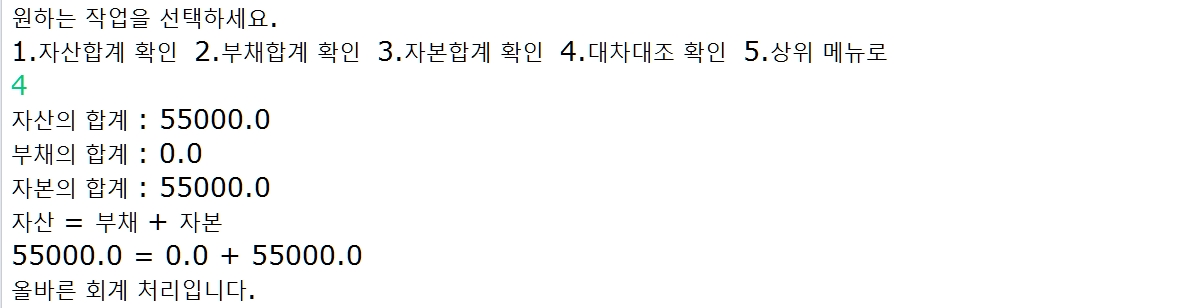 원하는 작업을 선택하세요.
1.자산합계 확인 2.부채합계 확인 3.자본합계 확인 4.대차대조 확인 5.상위 메뉴로
4
자산의 합계 : 55000.0
부채의 합계 : 0.0
자본의 합계 : 55000.0
자산 = 부채 + 자본
55000.0 = 0.0 + 55000.0
올바른 회계 처리입니다.